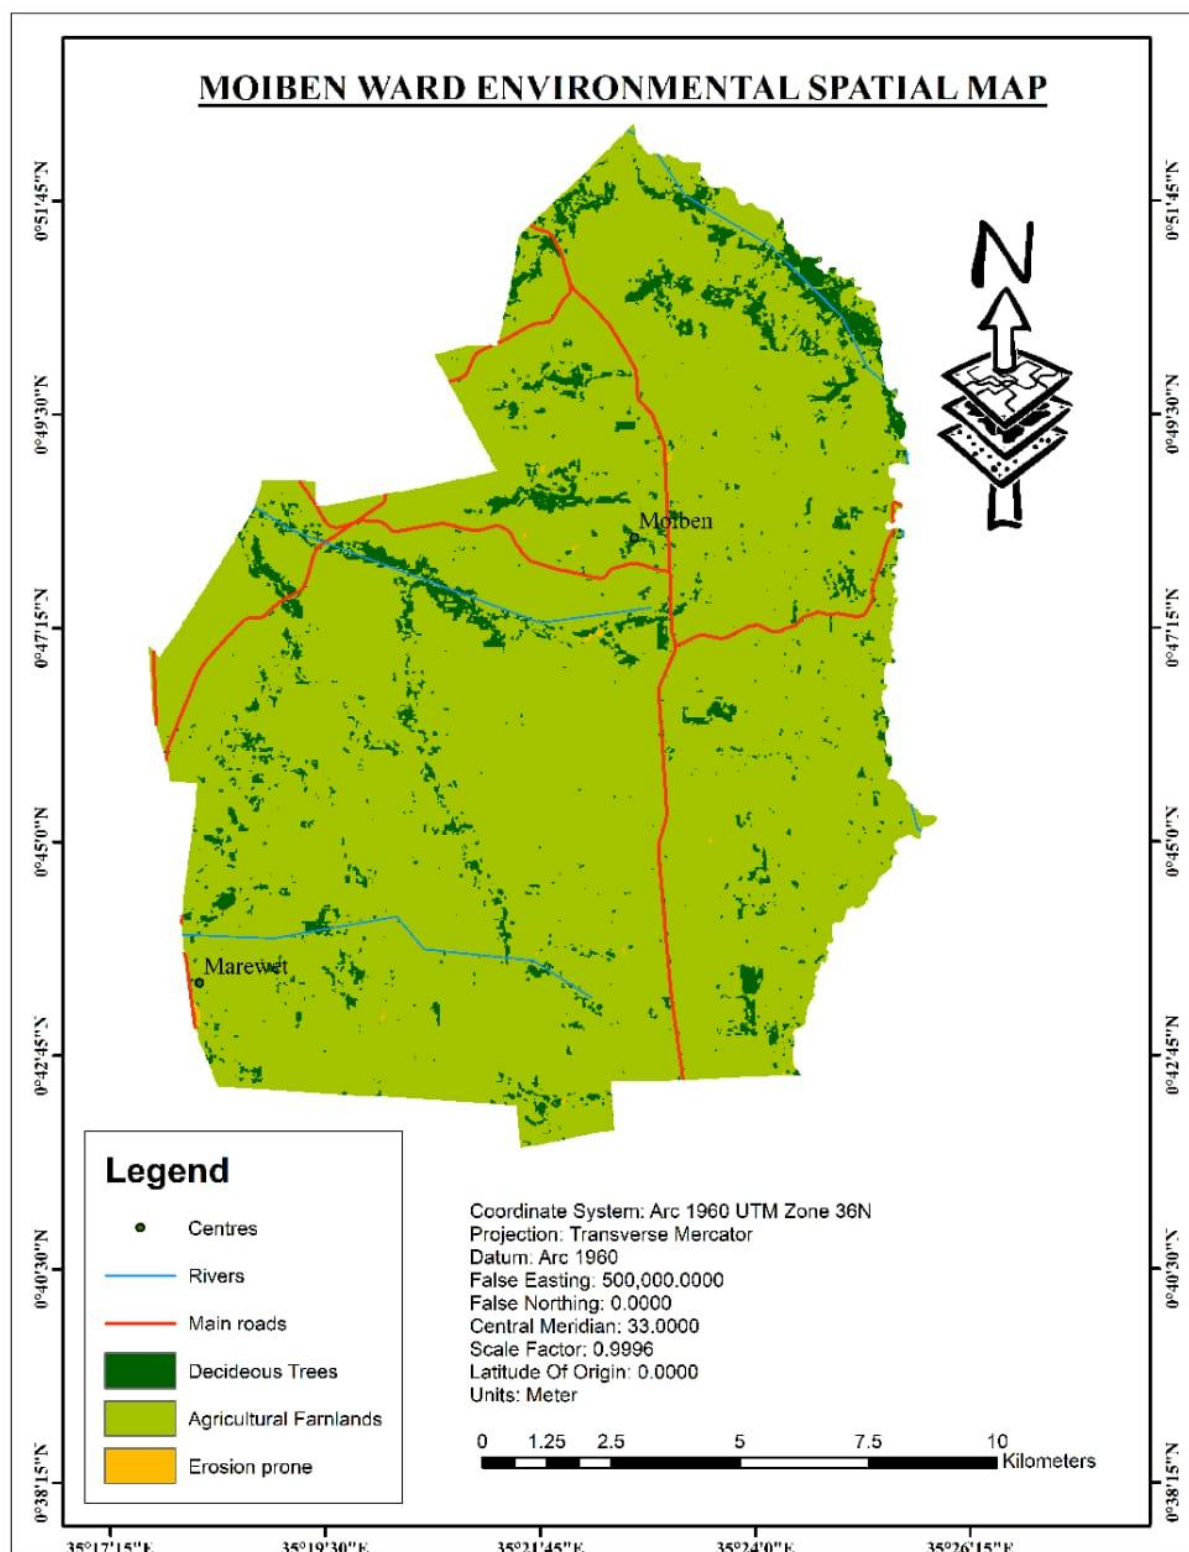 MOIBEN WARD ENVIRONMENTAL SPATIAL MAP
N
0°51'45"N
0°51'45"N
0°49'30"N
0°49'30"N
Moiben
0°47'15"N
0°47'15"N
0°45'0"N
0°45'0"N
Marewet
0°42'45"N
0°42'45"N
Legend
Centres
Rivers
Main roads
Decideous Trees
Agricultural Farnlands
Erosion prone
Coordinate System: Arc 1960 UTM Zone 36N
Projection: Transverse Mercator
Datum: Arc 1960
False Easting: 500,000.0000
False Northing: 0.0000
Central Meridian: 33.0000
Scale Factor: 0.9996
Latitude Of Origin: 0.0000
Units: Meter
0°40'30"N
0°40'30"N
0 1.25 2.5 5 7.5 10
Kilometers
0°38'15"N
0°38'15"N
35°17'15"E 35°19'30"E 35°21'45"E 35°24'0"E 35°26'15"E